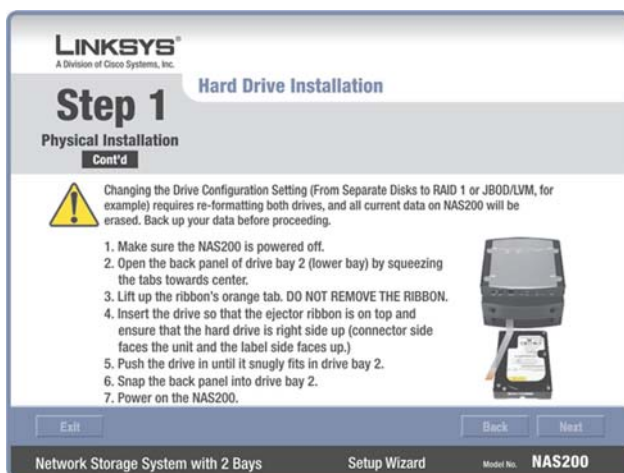 LINKSYS®
A Division of Cisco Systems, Inc.
Hard Drive Installation
Step 1
Physical Installation
Cont'd
Changing the Drive Configuration Setting (From Separate Disks to RAID 1 or JBOD/LVM, for
example) requires re-formatting both drives, and all current data on NAS200 will be
erased. Back up your data before proceeding.
1. Make sure the NAS200 is powered off.
2. Open the back panel of drive bay 2 (lower bay) by squeezing
the tabs towards center.
3. Lift up the ribbon's orange tab. DO NOT REMOVE THE RIBBON.
4. Insert the drive so that the ejector ribbon is on top and
ensure that the hard drive is right side up (connector side
faces the unit and the label side faces up.)
5. Push the drive in until it snugly fits in drive bay 2.
6. Snap the back panel into drive bay 2.
7. Power on the NAS200.
Exit
Back
Next
Network Storage System with 2 Bays
Setup Wizard
Model No.
NAS200